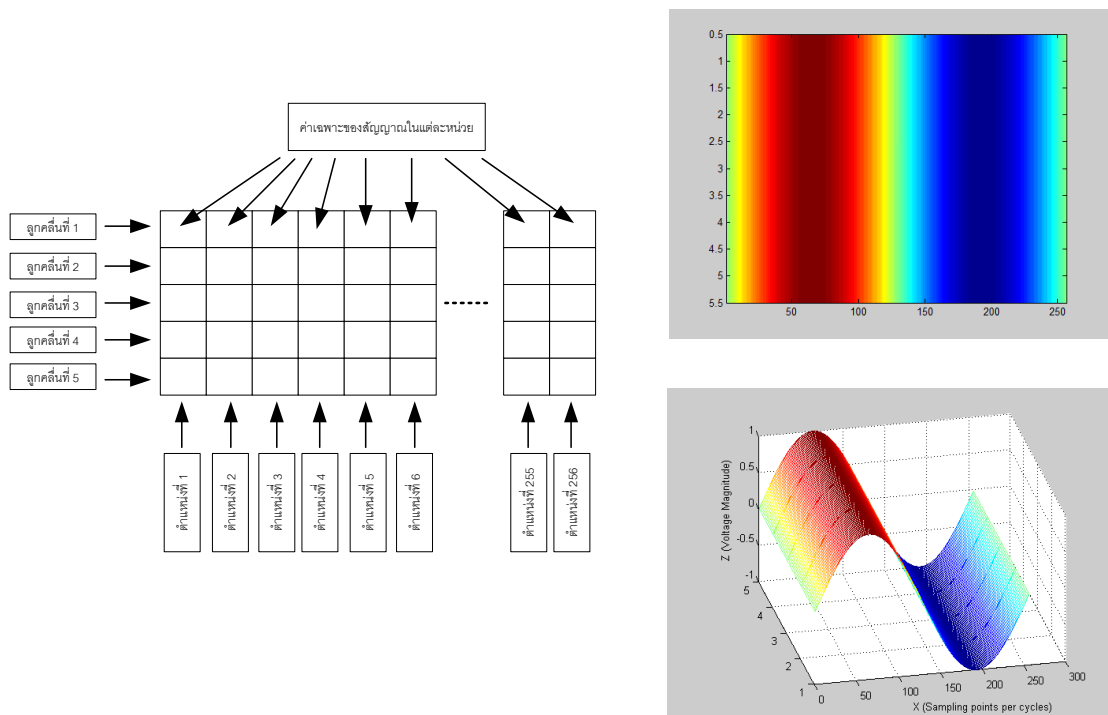 ค่าเฉพาะของสัญญาณในแต่ละหน่วย
ลูกคลื่นที่ 1
ลูกคลื่นที่ 2
ลูกคลื่นที่ 3
ลูกคลื่นที่ 4
ลูกคลื่นที่ 5
ตำแหน่งที่ 1
ตำแหน่งที่ 2
ตำแหน่งที่ 3
ตำแหน่งที่ 4
ตำแหน่งที่ 5
ตำแหน่งที่ 6
ตำแหน่งที่ 255
ตำแหน่งที่ 256
0.5
1
1.5
2
2.5
3
3.5
4
4.5
5
5.5
50 100 150 200 250
Z (Voltage Magnitude)
1
0.5
0
-0.5
-1
5
4
3
2
1
0 50 100 150 200 250 300
X (Sampling points per cycles)